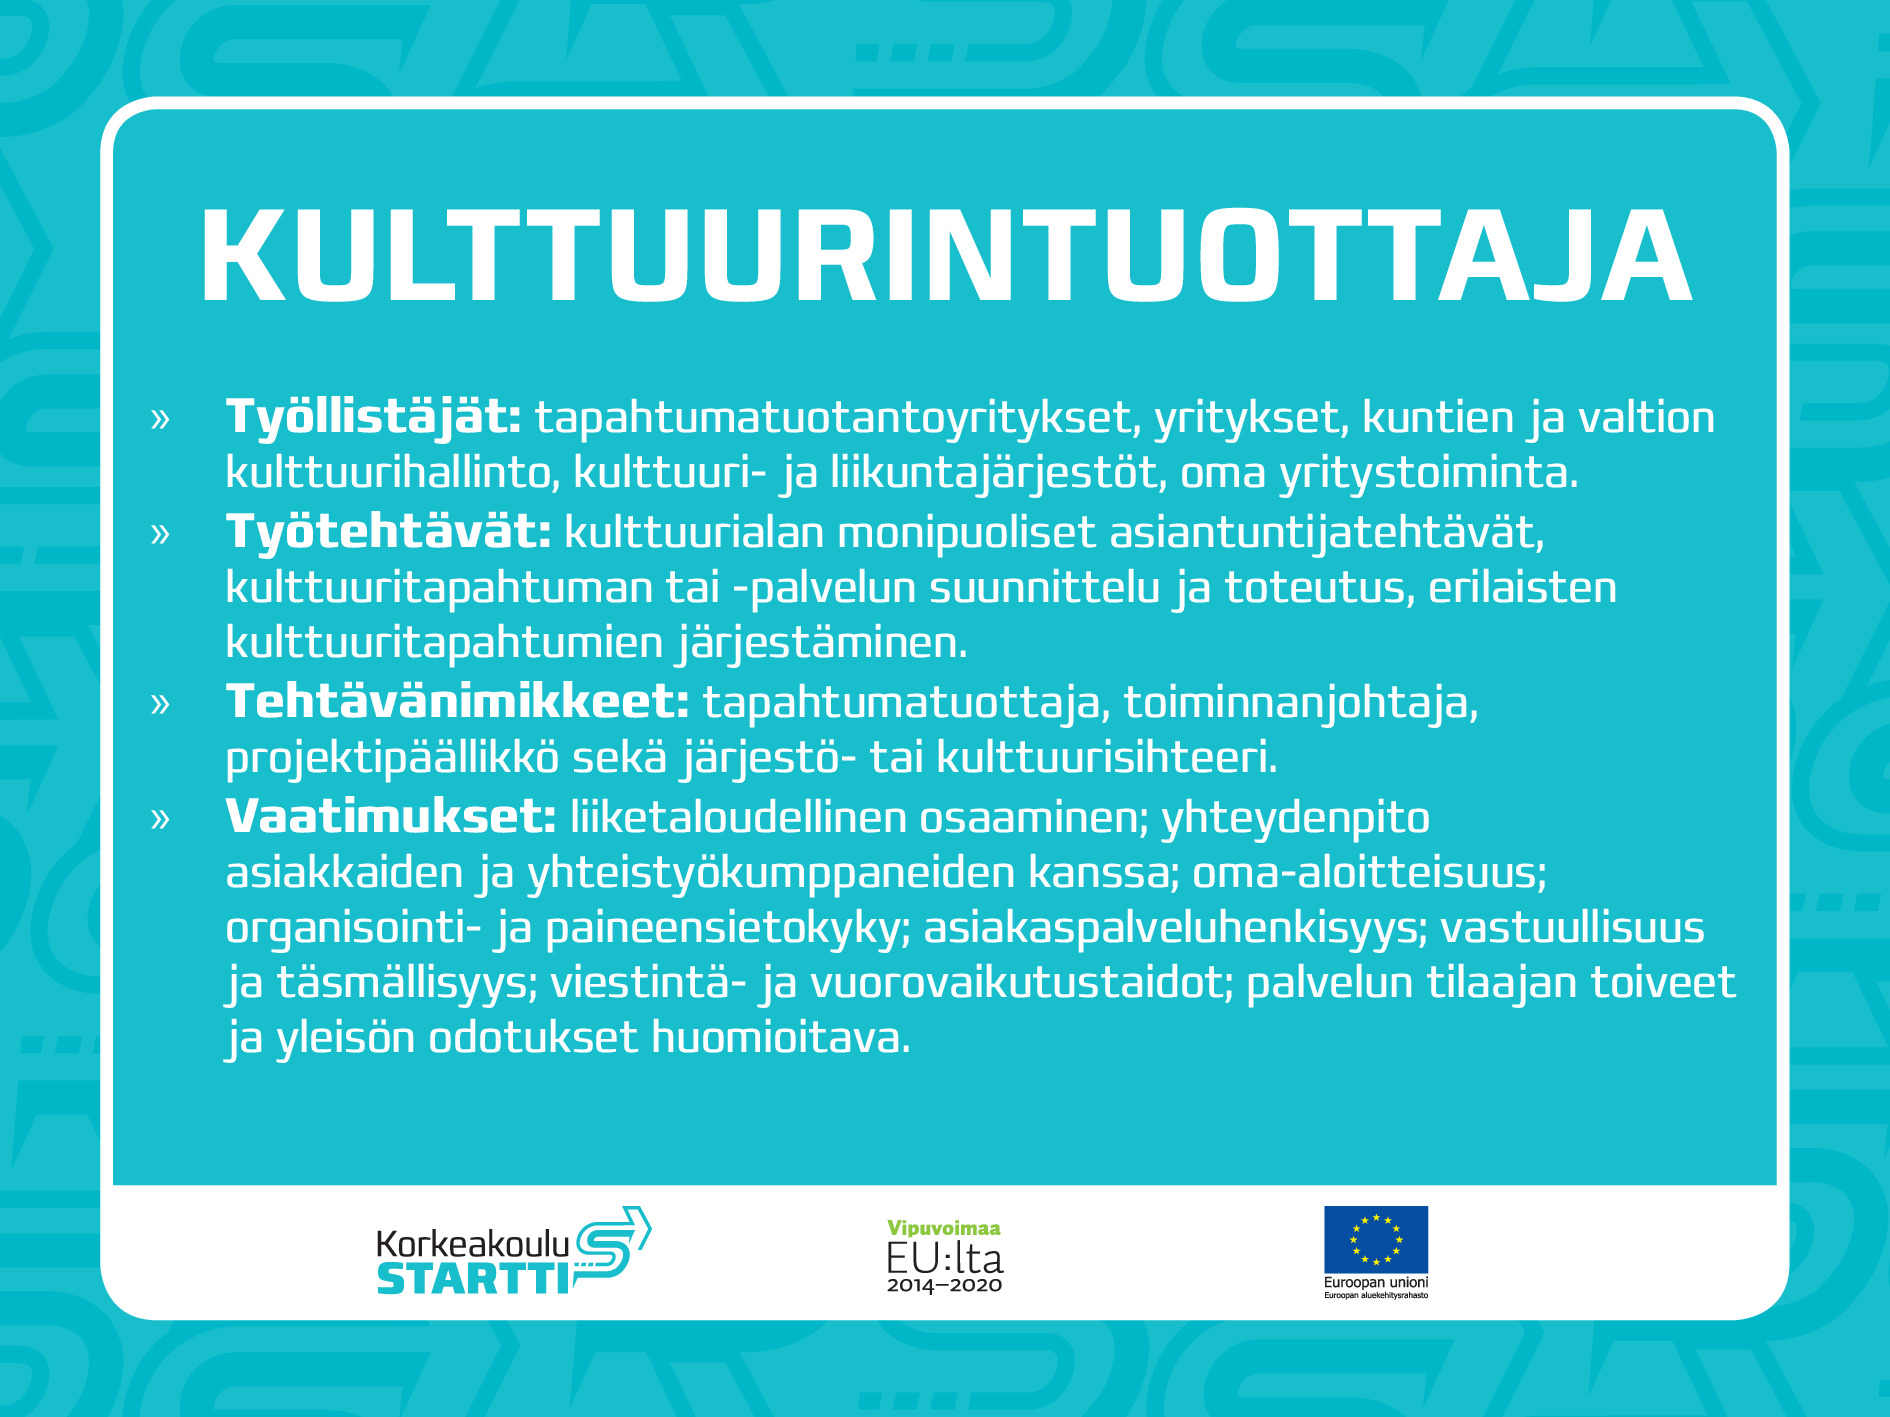 KULTTUURINTUOTTAJA
» Työllistäjät: tapahtumatuotantoyritykset, yritykset, kuntien ja valtion
kulttuurihallinto, kulttuuri- ja liikuntajärjestöt, oma yritystoiminta.
» Työtehtävät: kulttuurialan monipuoliset asiantuntijatehtävät,
kulttuuritapahtuman tai -palvelun suunnittelu ja toteutus, erilaisten
kulttuuritapahtumien järjestäminen.
» Tehtävänimikkeet: tapahtumatuottaja, toiminnanjohtaja,
projektipäällikkö sekä järjestö- tai kulttuurisihteeri.
» Vaatimukset: liiketaloudellinen osaaminen; yhteydenpito
asiakkaiden ja yhteistyökumppaneiden kanssa; oma-aloitteisuus;
organisointi- ja paineensietokyky; asiakaspalveluhenkisyys; vastuullisuus
ja täsmällisyys; viestintä- ja vuorovaikutustaidot; palvelun tilaajan toiveet
ja yleisön odotukset huomioitava.
Korkeakoulu
STARTTI
Vipuvoimaa
EU:lta
2014–2020
Euroopan unioni
Euroopan aluekehitysrahasto